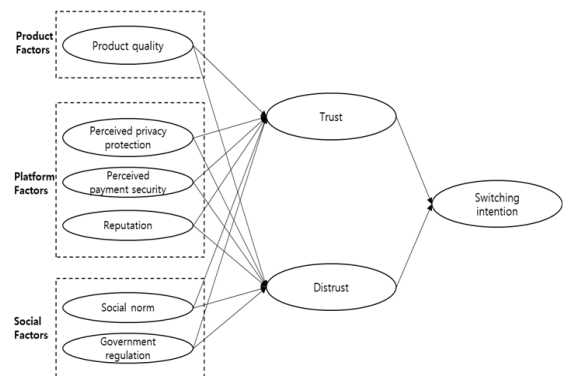 Product
Factors
Product quality
Platform
Factors
Perceived privacy
protection
Perceived
payment security
Reputation
Social
Factors
Social norm
Government
regulation
Trust
Distrust
Switching
intention